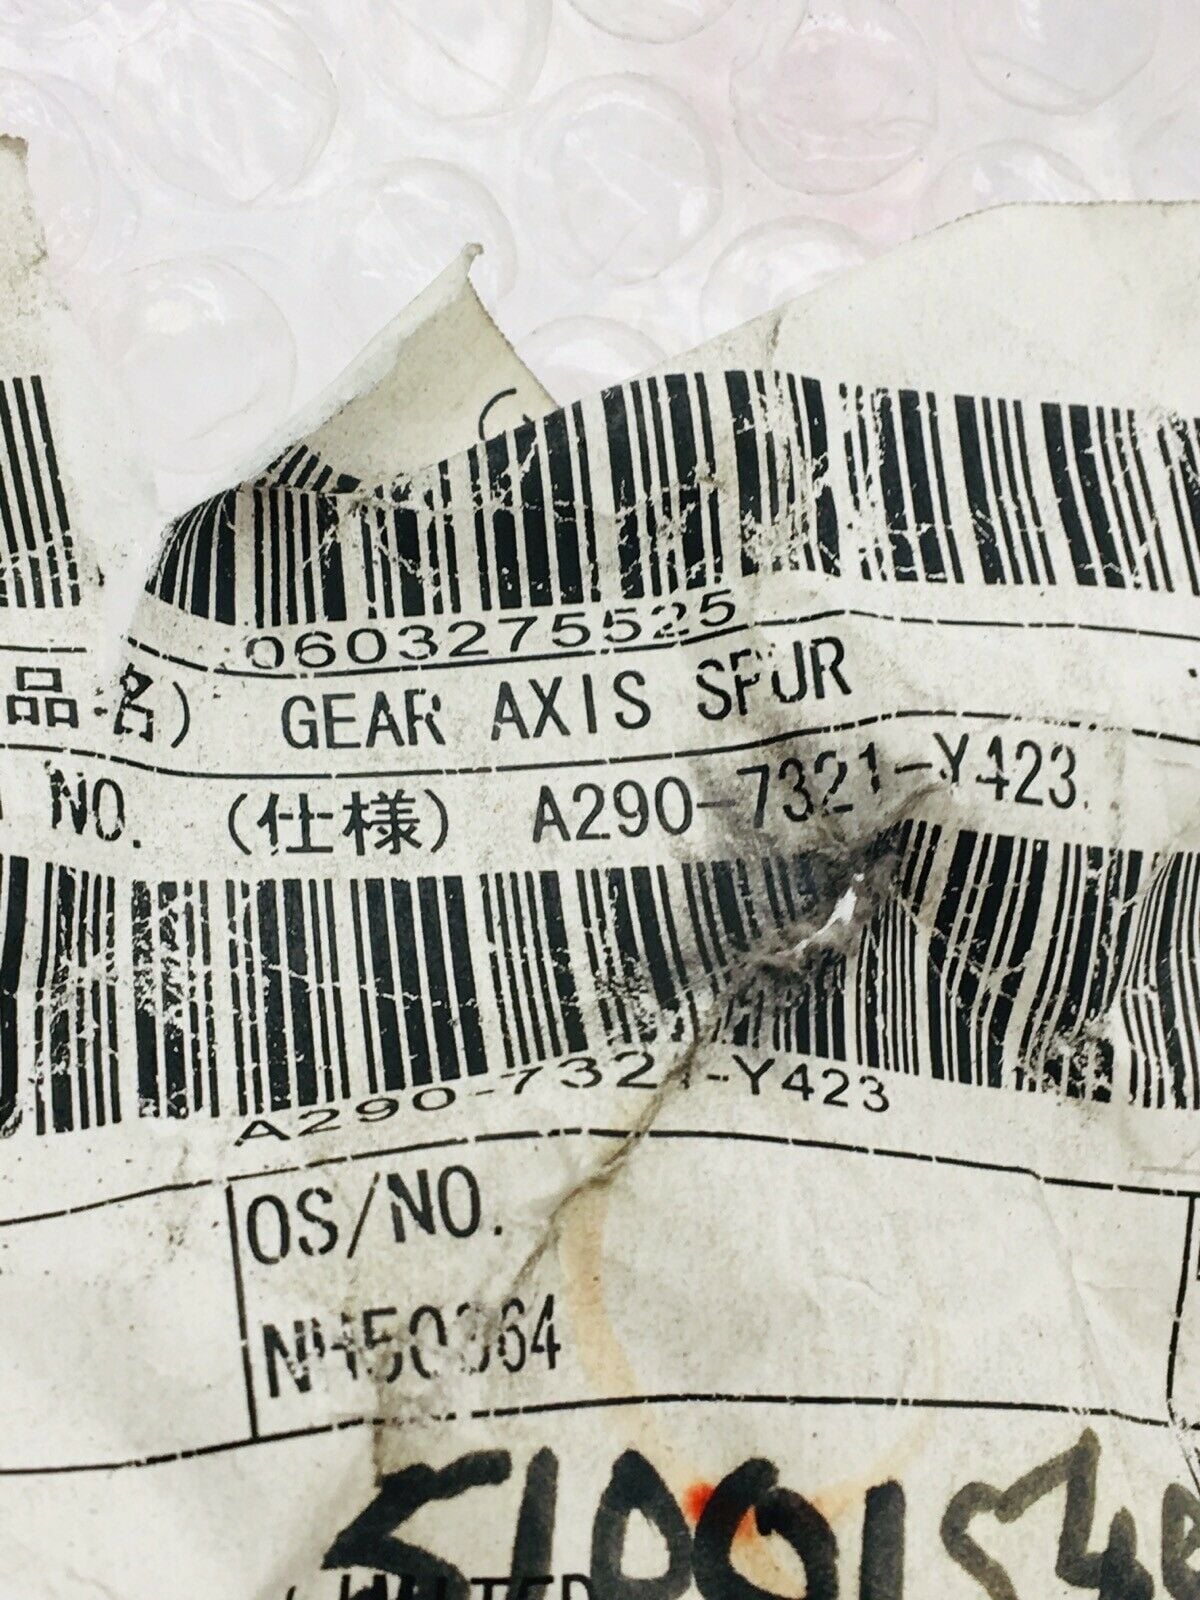 0603275525
品名) GEAR AXIS SPUR
NO. (仕様) A290-7321-Y423
A290-7321-Y423
OS/NO.